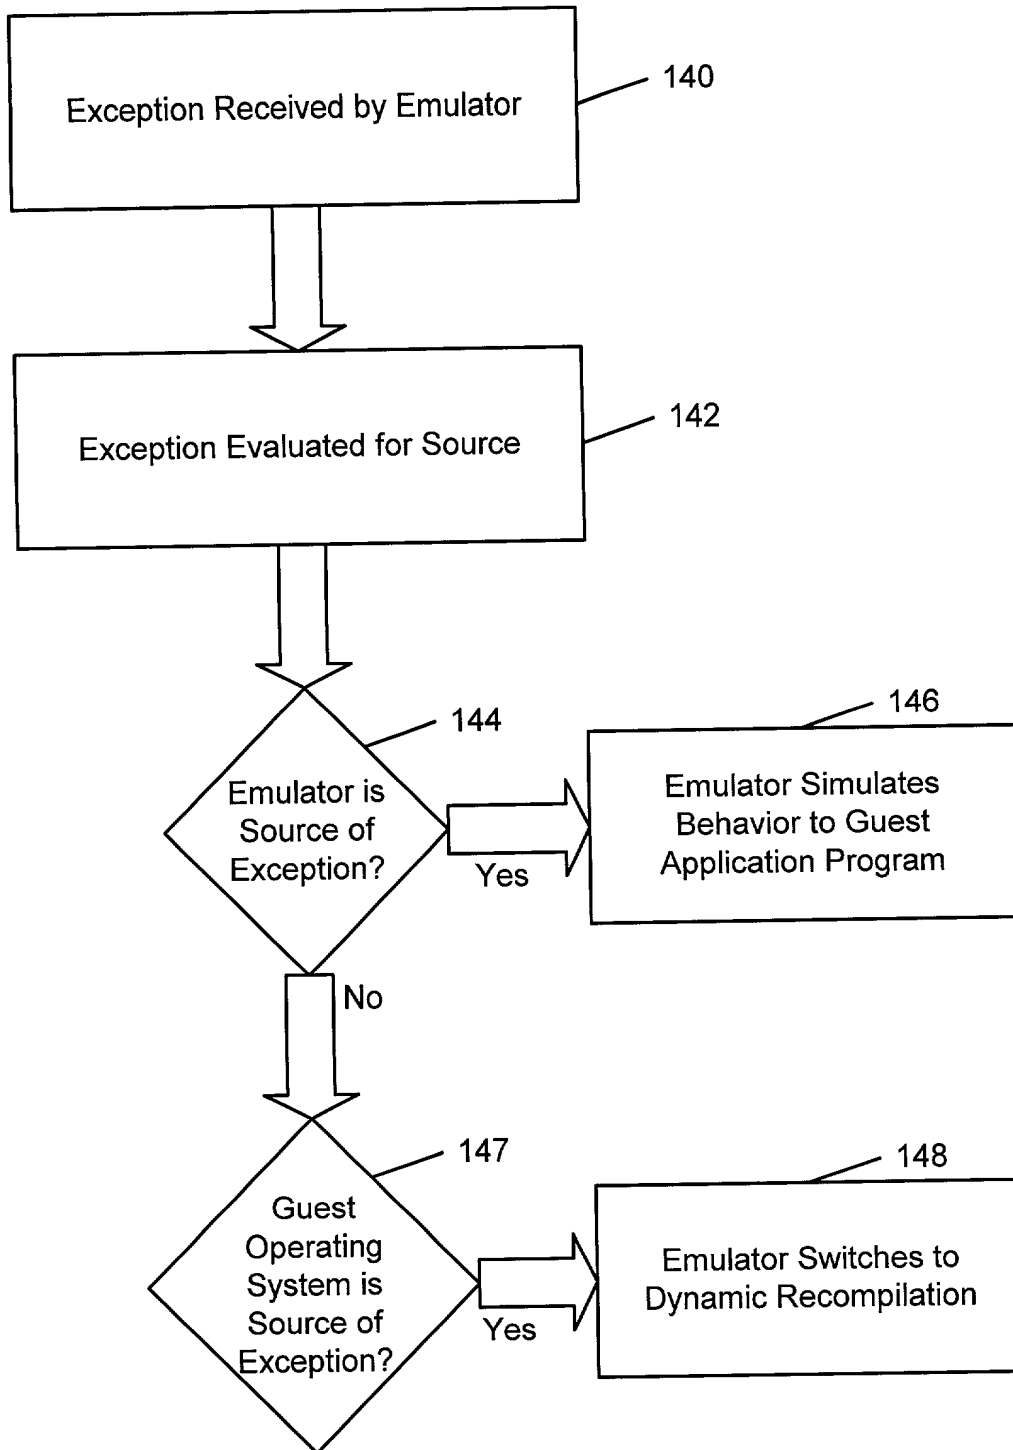 140
Exception Received by Emulator
142
Exception Evaluated for Source
144
Emulator is
Source of
Exception?
Yes
146
Emulator Simulates
Behavior to Guest
Application Program
No
147
Guest
Operating
System is
Source of
Exception?
Yes
148
Emulator Switches to
Dynamic Recompilation